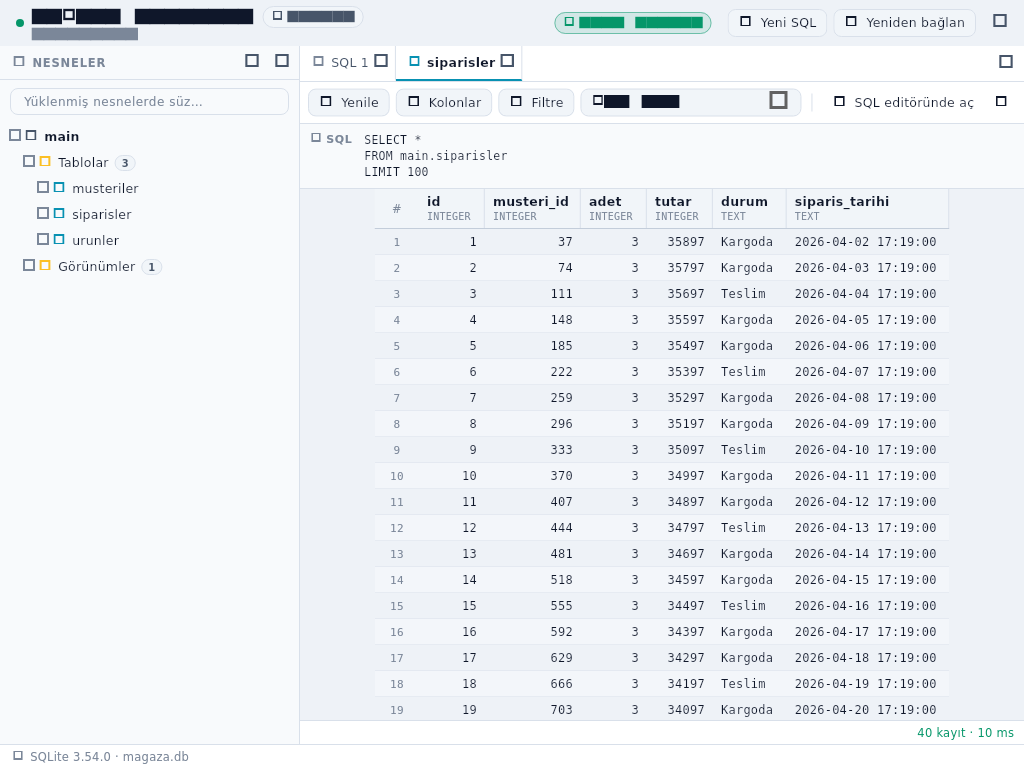 Yeni SQL
Yeniden bağlan
NESNELER
SQL 1
siparisler
Yüklenmiş nesnelerde süz...
Yenile
Kolonlar
Filtre
SQL editöründe aç
main
Tablolar 3
musteriler
siparisler
urunler
Görünümler 1
SQL
SELECT *
FROM main.siparisler
LIMIT 100
# id musteri_id adet tutar durum siparis_tarihi
INTEGER INTEGER INTEGER INTEGER TEXT TEXT
1 1 37 3 35897 Kargoda 2026-04-02 17:19:00
2 2 74 3 35797 Kargoda 2026-04-03 17:19:00
3 3 111 3 35697 Teslim 2026-04-04 17:19:00
4 4 148 3 35597 Kargoda 2026-04-05 17:19:00
5 5 185 3 35497 Kargoda 2026-04-06 17:19:00
6 6 222 3 35397 Teslim 2026-04-07 17:19:00
7 7 259 3 35297 Kargoda 2026-04-08 17:19:00
8 8 296 3 35197 Kargoda 2026-04-09 17:19:00
9 9 333 3 35097 Teslim 2026-04-10 17:19:00
10 10 370 3 34997 Kargoda 2026-04-11 17:19:00
11 11 407 3 34897 Kargoda 2026-04-12 17:19:00
12 12 444 3 34797 Teslim 2026-04-13 17:19:00
13 13 481 3 34697 Kargoda 2026-04-14 17:19:00
14 14 518 3 34597 Kargoda 2026-04-15 17:19:00
15 15 555 3 34497 Teslim 2026-04-16 17:19:00
16 16 592 3 34397 Kargoda 2026-04-17 17:19:00
17 17 629 3 34297 Kargoda 2026-04-18 17:19:00
18 18 666 3 34197 Teslim 2026-04-19 17:19:00
19 19 703 3 34097 Kargoda 2026-04-20 17:19:00
40 kayıt · 10 ms
SQLite 3.54.0 · magaza.db